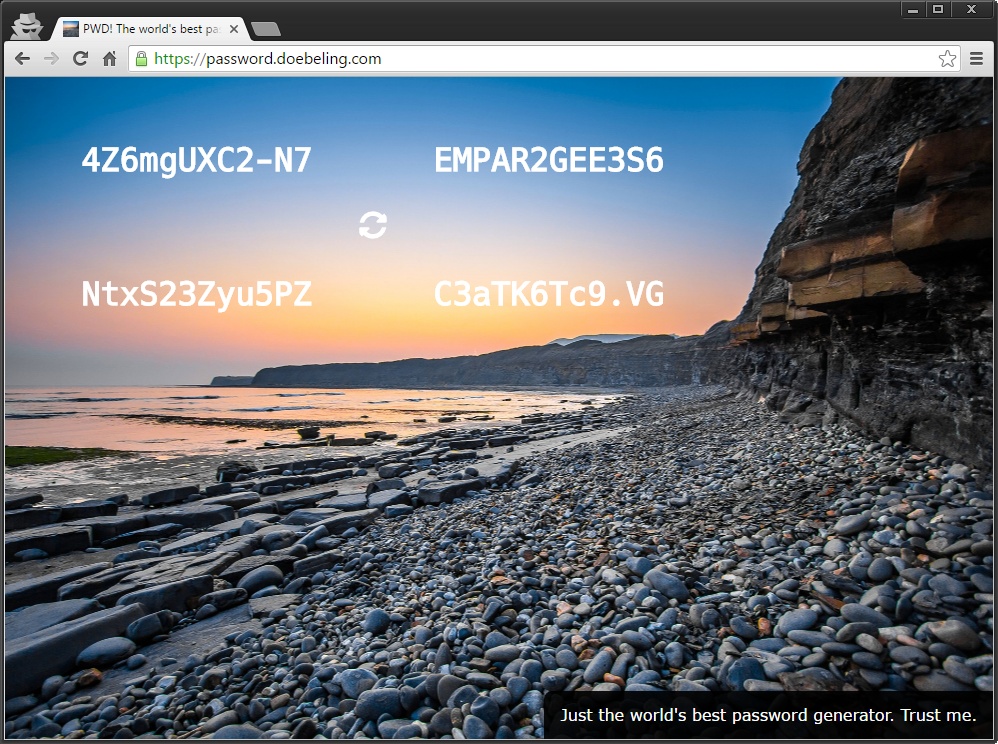 PWD! The world's best pa
https://password.doebeling.com
4Z6mgUXC2-N7
EMPAR2GEE3S6
NtxS23Zyu5PZ
C3aTK6Tc9.VG
Just the world's best password generator. Trust me.